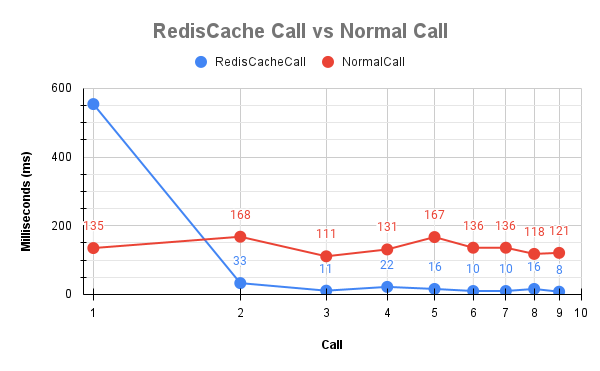 RedisCache Call vs Normal Call
RedisCacheCall NormalCall
Milliseconds (ms)
600
400
200
0
135 168 111 131 167 136 136 118 121
33 11 22 16 10 10 16 8
1 2 3 4 5 6 7 8 9 10
Call